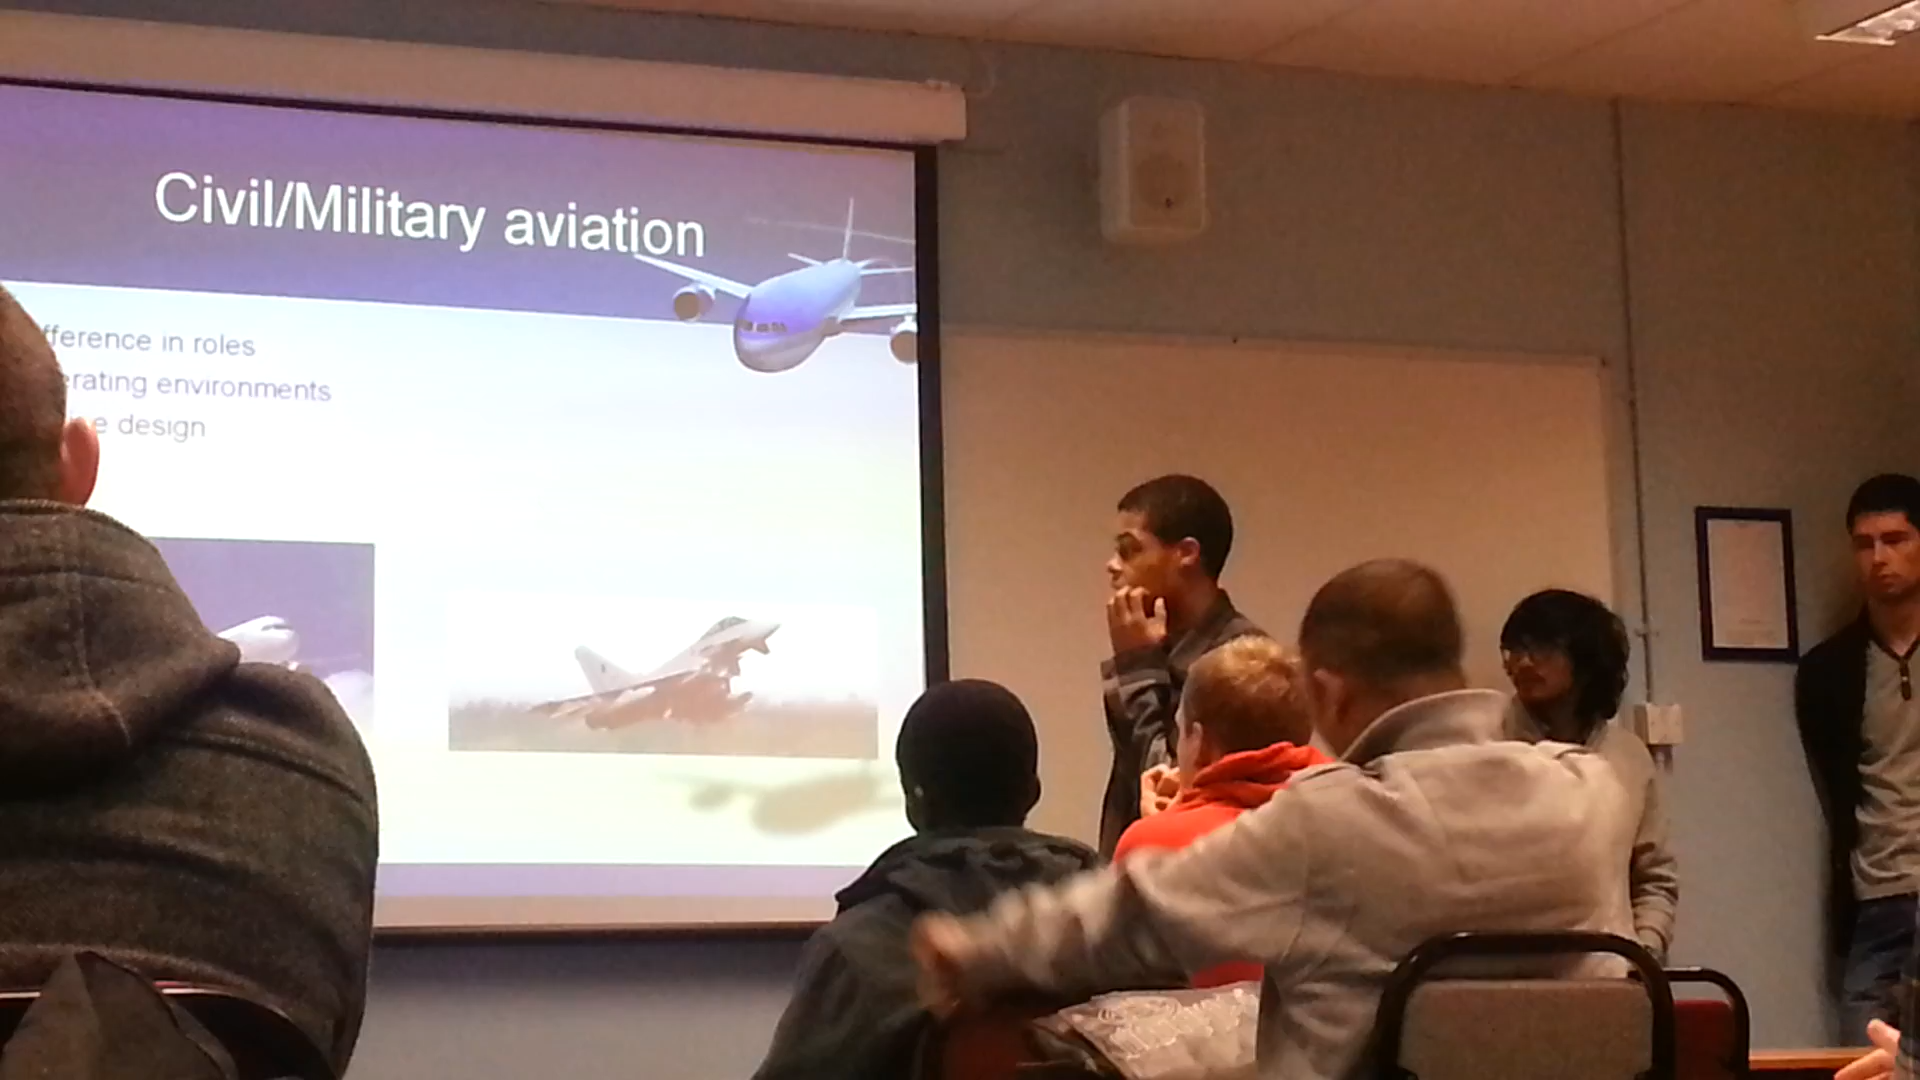 Civil/Military aviation
fference in roles
erating environments
e design